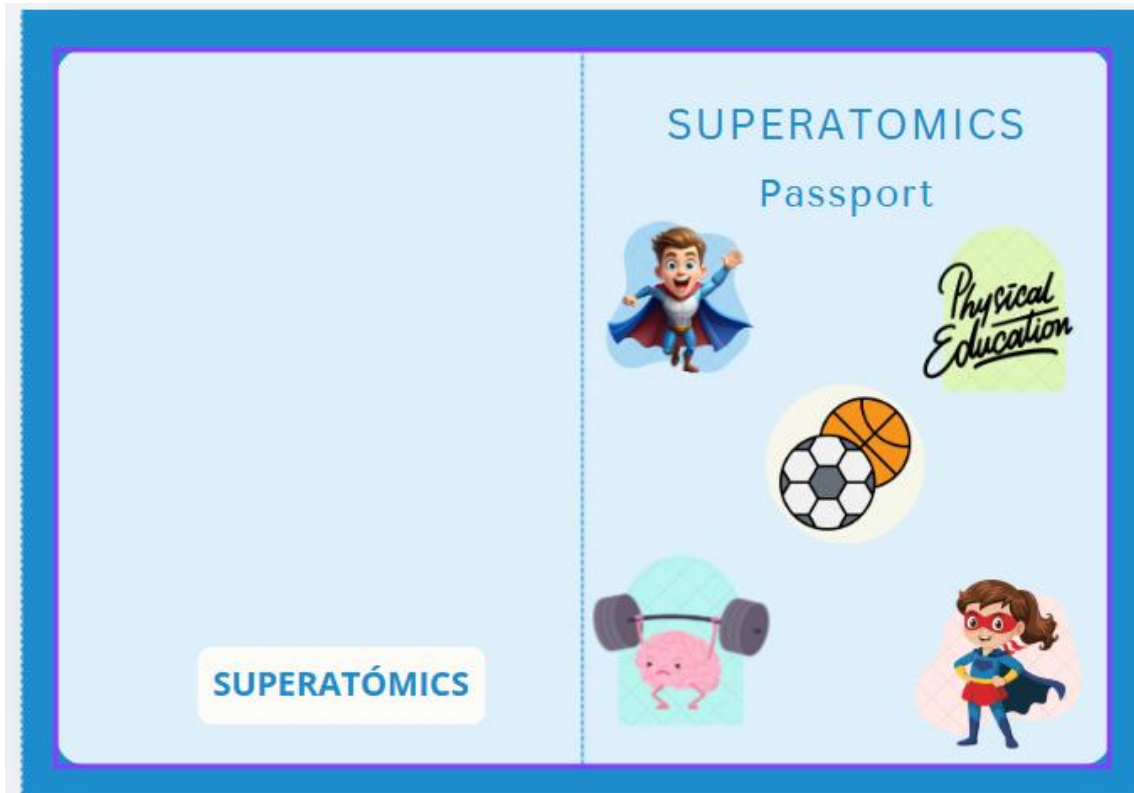 SUPERATOMICS
Passport
Physical
Education
SUPERATÓMICS